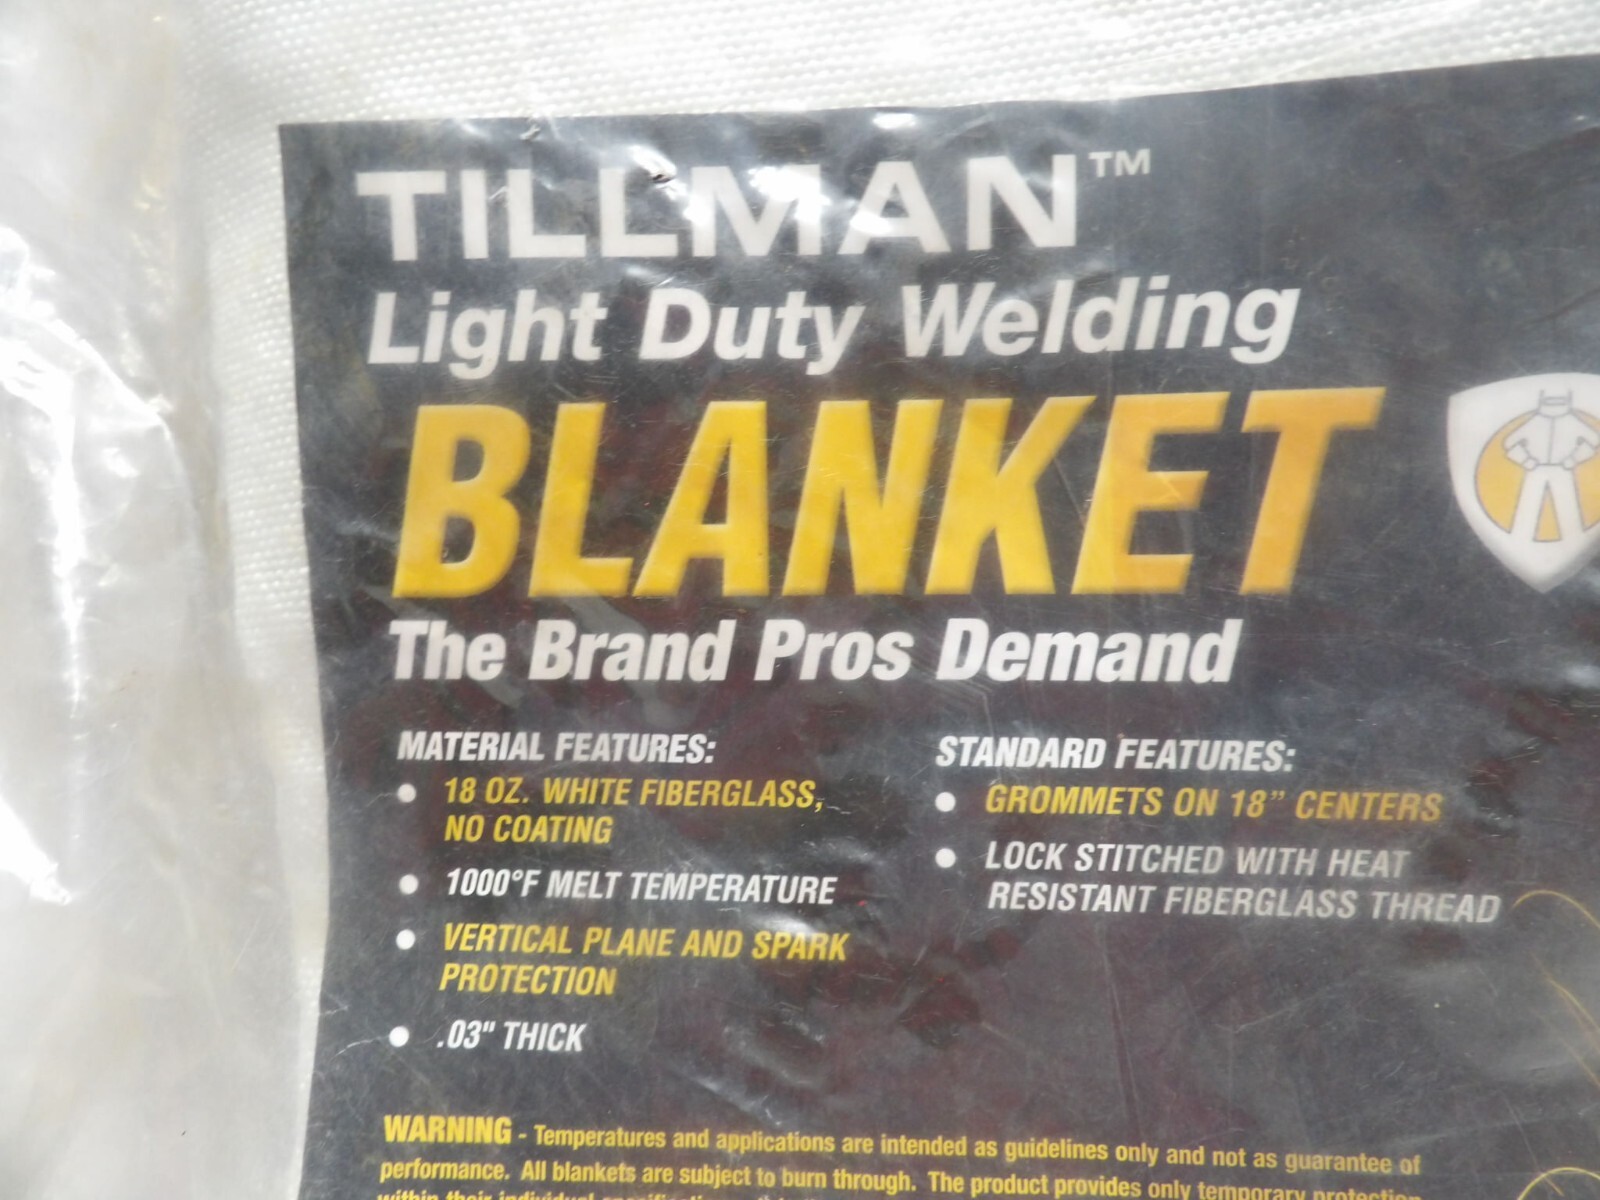 TILLMAN™
Light Duty Welding
BLANKET
The Brand Pros Demand
MATERIAL FEATURES:
• 18 OZ. WHITE FIBERGLASS,
NO COATING
• 1000°F MELT TEMPERATURE
• VERTICAL PLANE AND SPARK
PROTECTION
• .03" THICK
STANDARD FEATURES:
• GROMMETS ON 18” CENTERS
• LOCK STITCHED WITH HEAT
RESISTANT FIBERGLASS THREAD
WARNING - Temperatures and applications are intended as guidelines only and not as guarantee of
performance. All blankets are subject to burn through. The product provides only temporary protection
within their individual